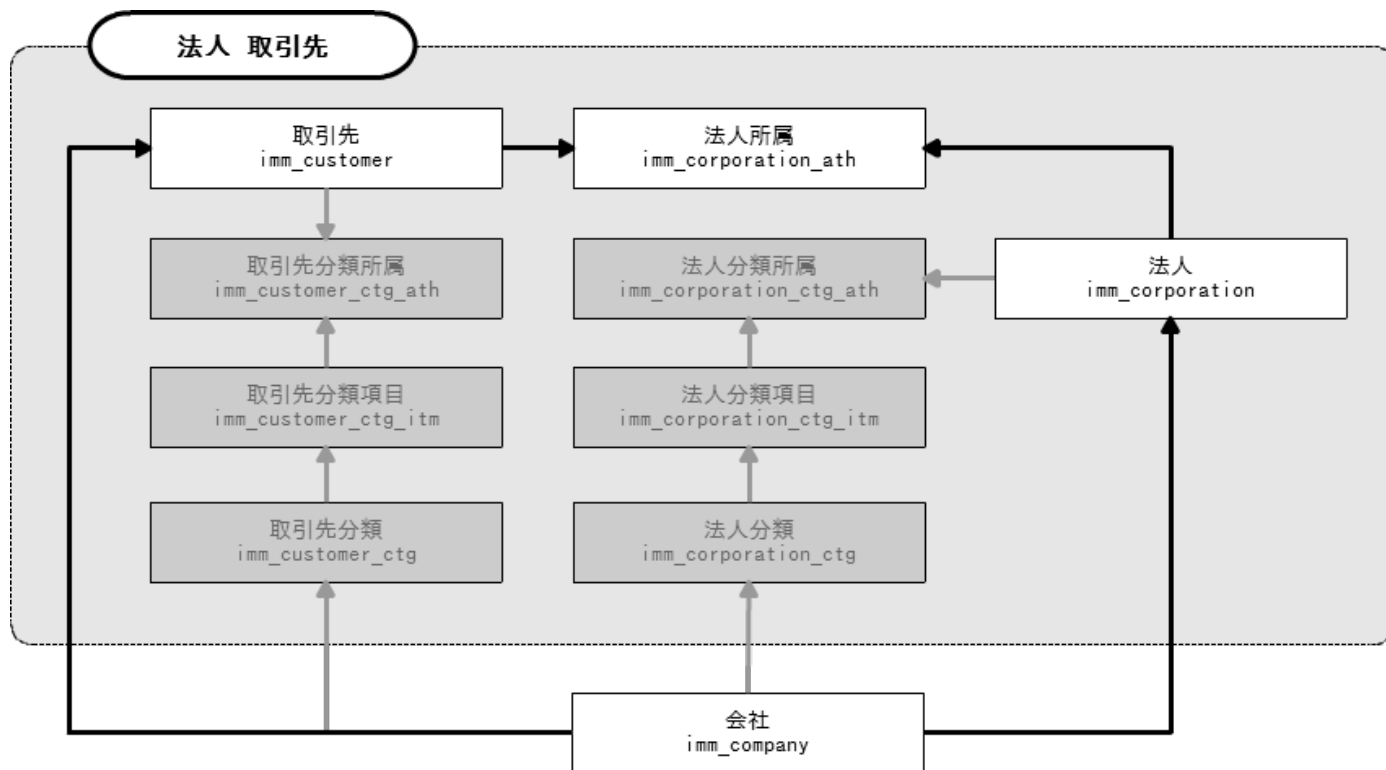 法人 取引先
取引先
imm_customer
法人所属
imm_corporation_ath
取引先分類所属
imm_customer_ctg_ath
法人分類所属
imm_corporation_ctg_ath
法人
imm_corporation
取引先分類項目
imm_customer_ctg_itm
法人分類項目
imm_corporation_ctg_itm
取引先分類
imm_customer_ctg
法人分類
imm_corporation_ctg
会社
imm_company